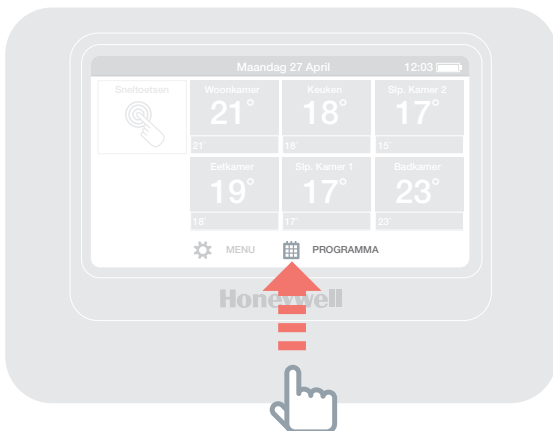 Maandag 27 April 12:03
Sneltoetsen Woonkamer Keuken Slp. Kamer 2
21° 18° 17°
21° 18° 15°
Eetkamer Slp. Kamer 1 Badkamer
19° 17° 23°
18° 17° 23°
MENU PROGRAMMA
Honeywell